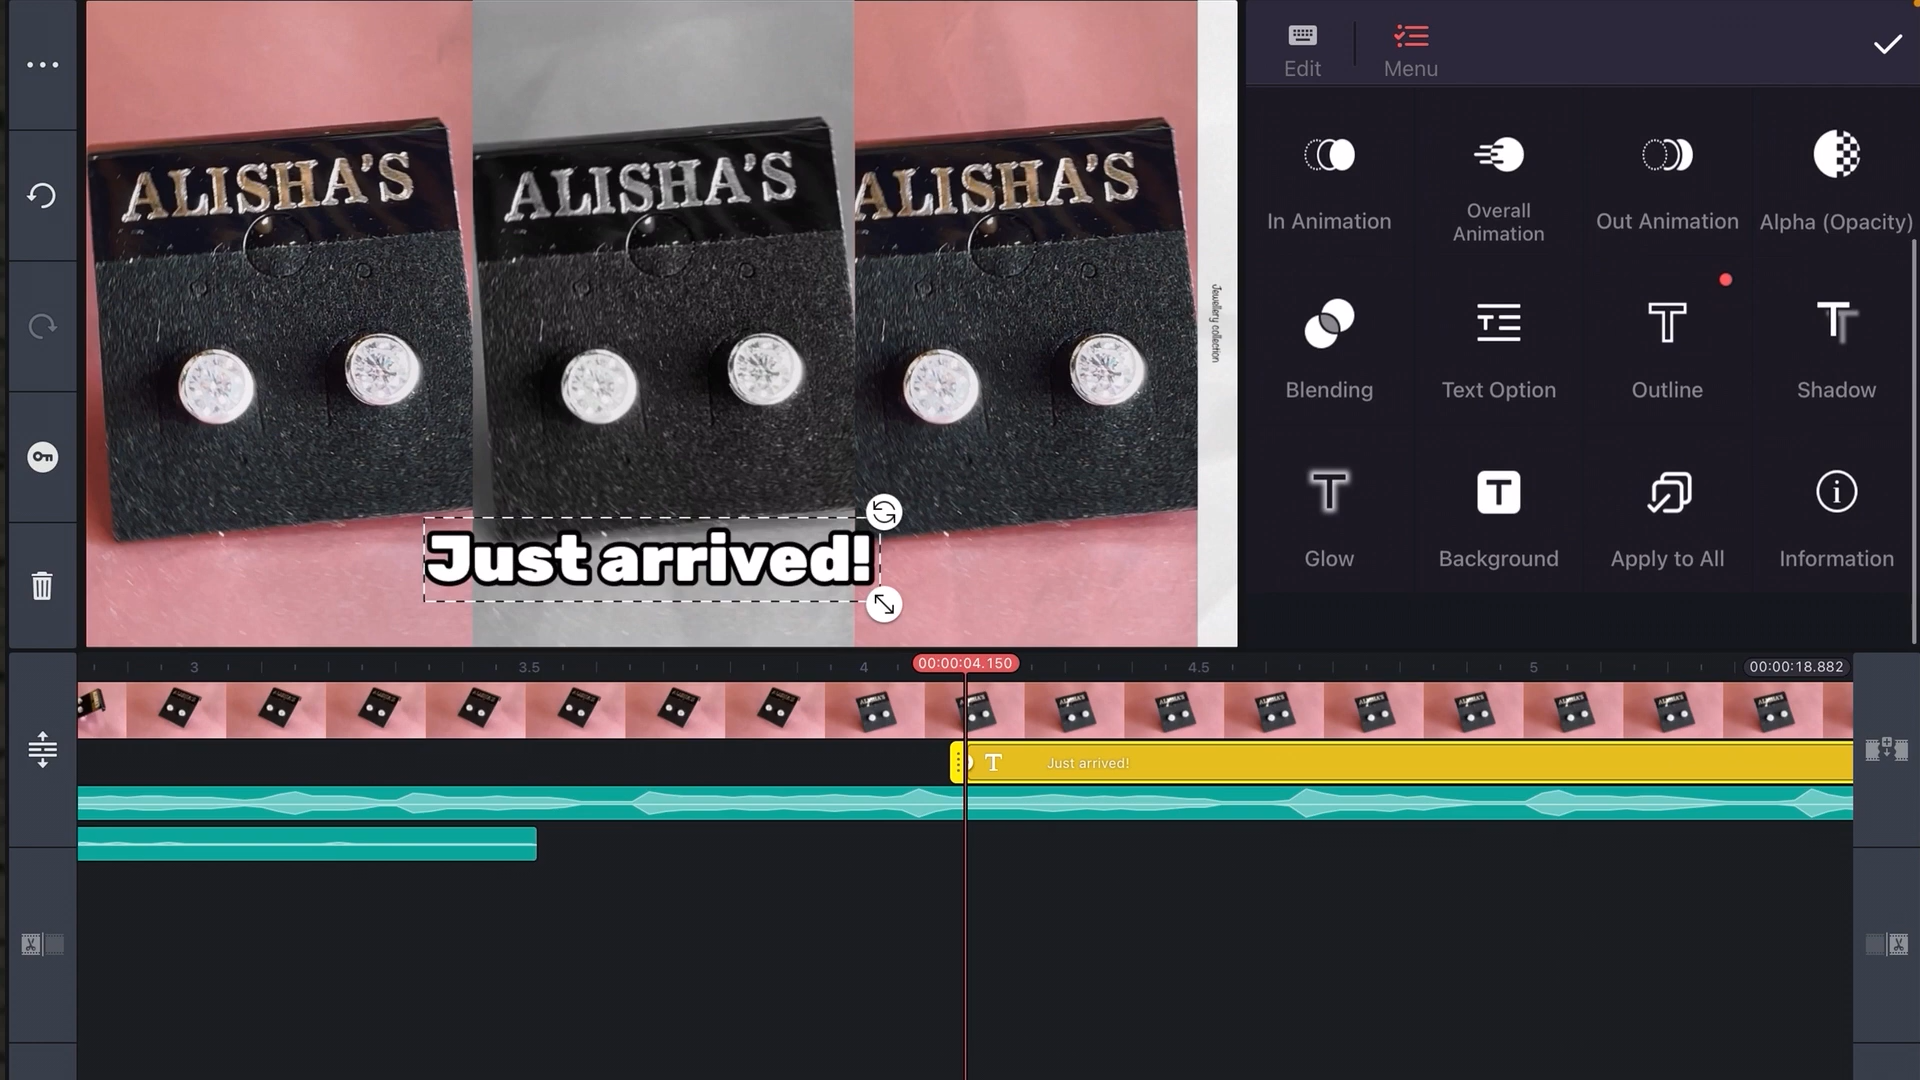 Edit
Menu
ALISHA'S
ALISHA'S
ALISHA'S
Jewellery collection
Just arrived!
In Animation
Overall
Animation
Out Animation
Alpha (Opacity)
Blending
Text Option
Outline
Shadow
Glow
Background
Apply to All
Information
3
3.5
4
00:00:04.150
4.5
5
00:00:18.882
T
Just arrived!